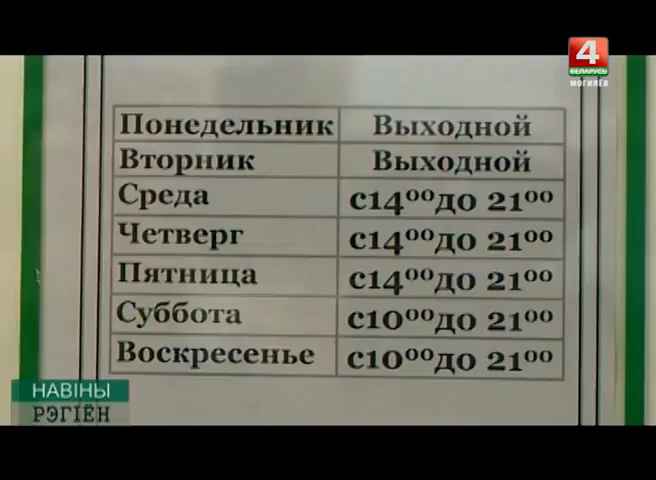 4
БЕЛАРУСЬ
МОГИЛЁВ
Понедельник Выходной
Вторник Выходной
Среда с14⁰⁰до 21⁰⁰
Четверг с14⁰⁰до 21⁰⁰
Пятница с14⁰⁰до 21⁰⁰
Суббота с10⁰⁰до 21⁰⁰
Воскресенье с10⁰⁰до 21⁰⁰
НАВІНЫ
РЭГІЁН